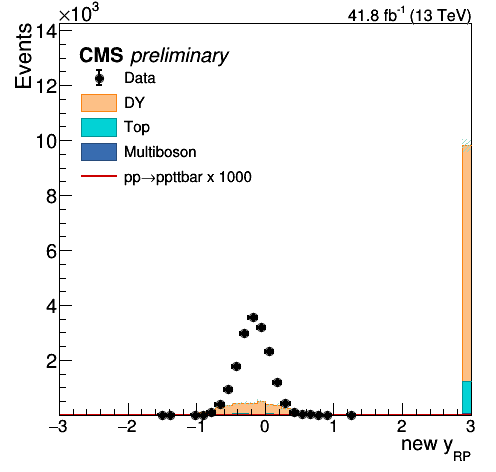 ×10³
41.8 fb⁻¹ (13 TeV)
Events
CMS preliminary
Data
DY
Top
Multiboson
pp→ppttbar x 1000
14
12
10
8
6
4
2
−3 −2 −1 0 1 2 3
new y_RP